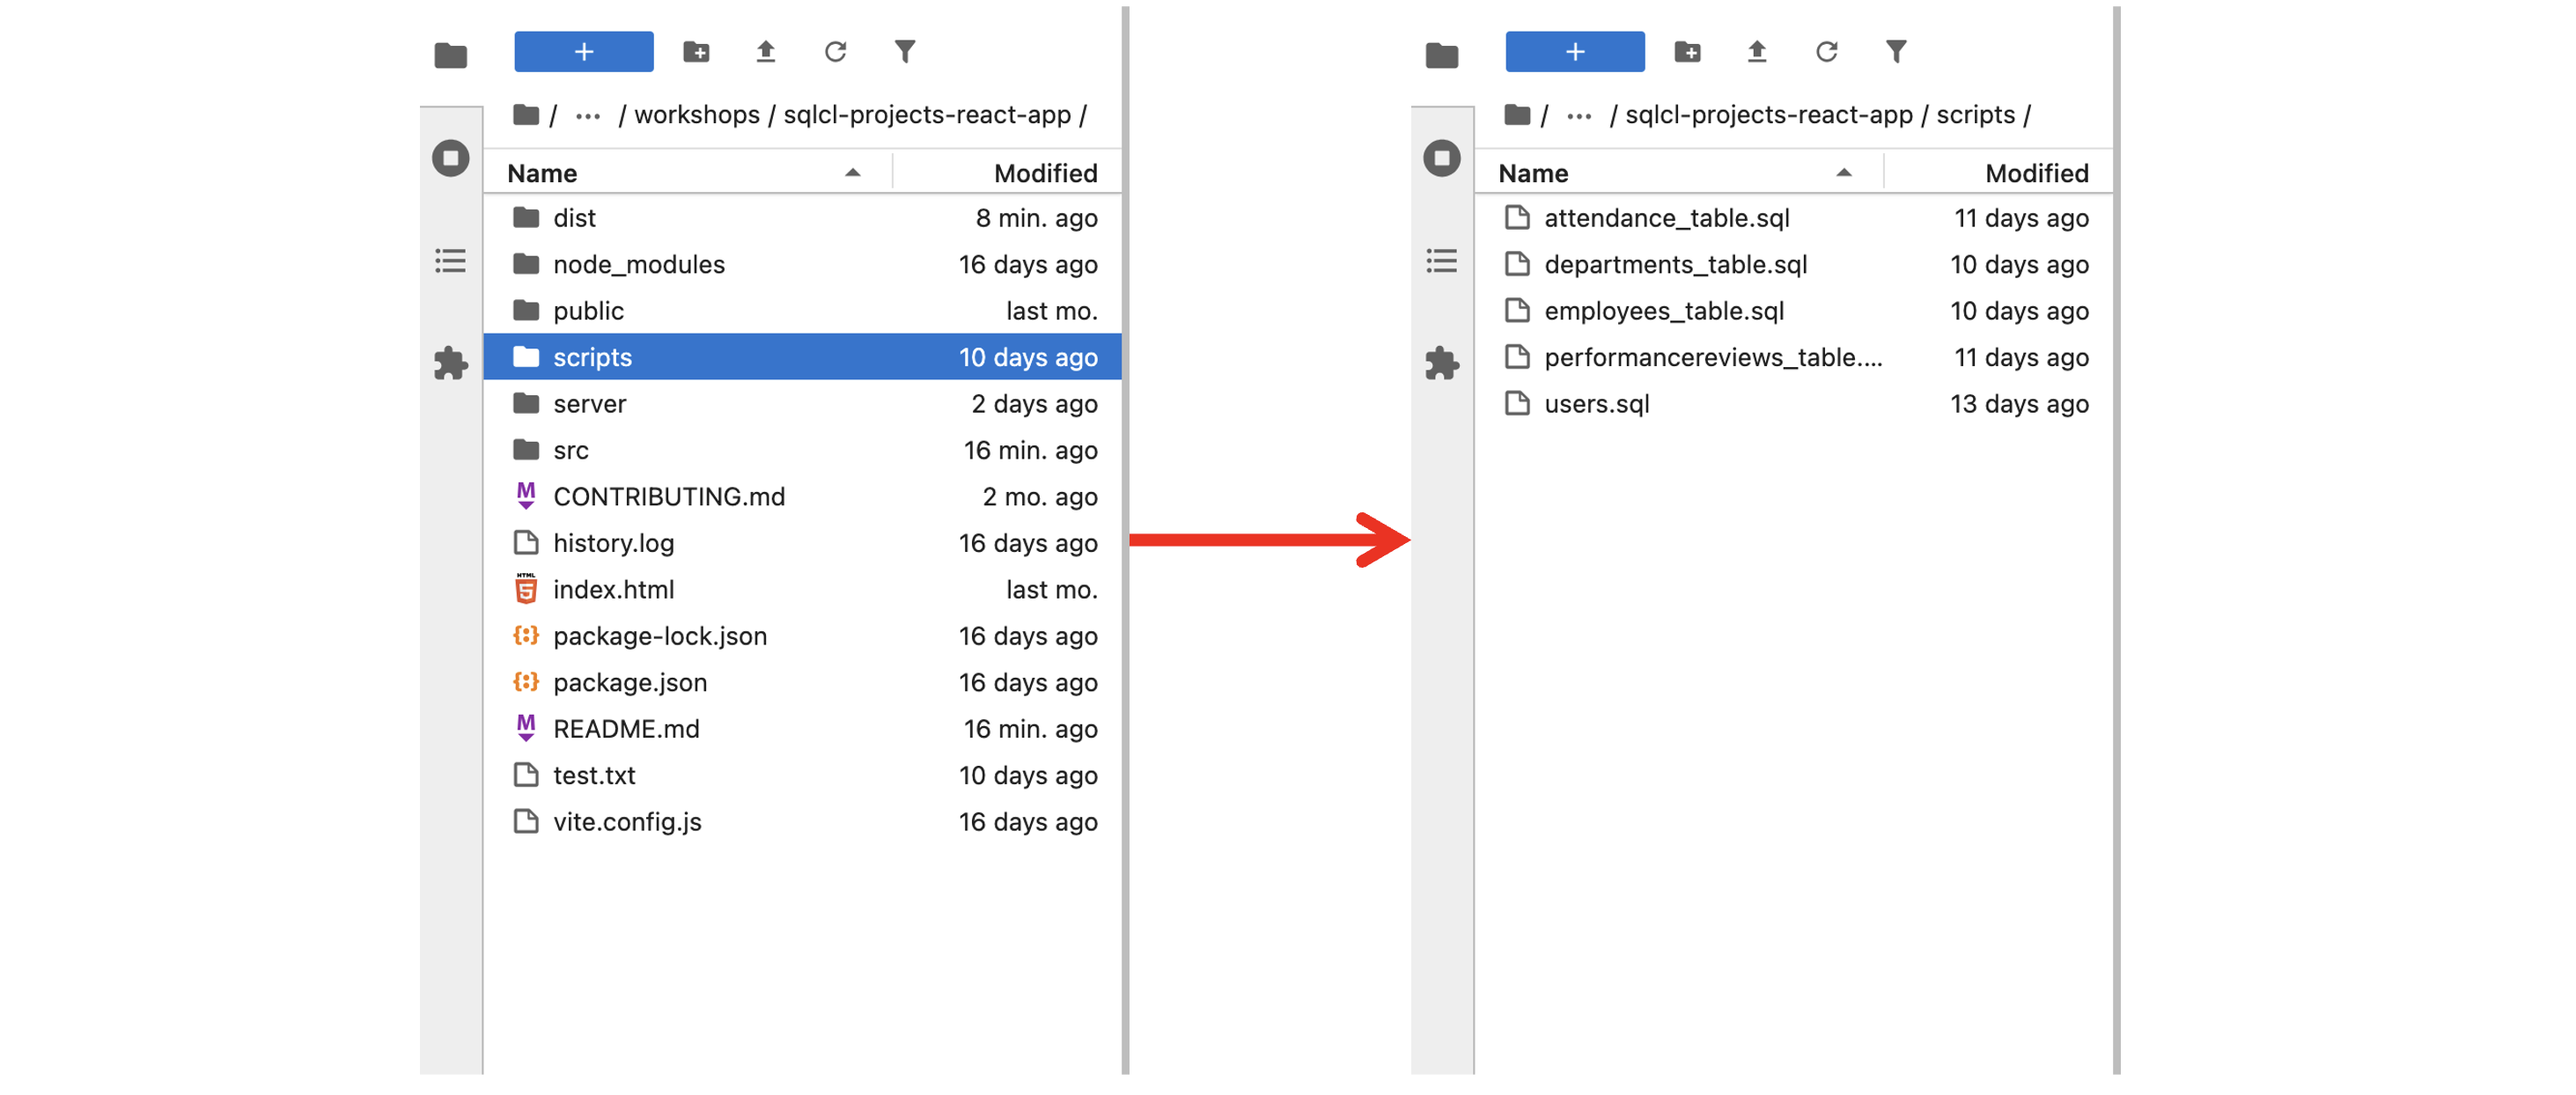 / ··· / workshops / sqlcl-projects-react-app /
Name Modified
dist 8 min. ago
node_modules 16 days ago
public last mo.
scripts 10 days ago
server 2 days ago
src 16 min. ago
CONTRIBUTING.md 2 mo. ago
history.log 16 days ago
index.html last mo.
package-lock.json 16 days ago
package.json 16 days ago
README.md 16 min. ago
test.txt 10 days ago
vite.config.js 16 days ago
/ ··· / sqlcl-projects-react-app / scripts /
Name Modified
attendance_table.sql 11 days ago
departments_table.sql 10 days ago
employees_table.sql 10 days ago
performancereviews_table.... 11 days ago
users.sql 13 days ago